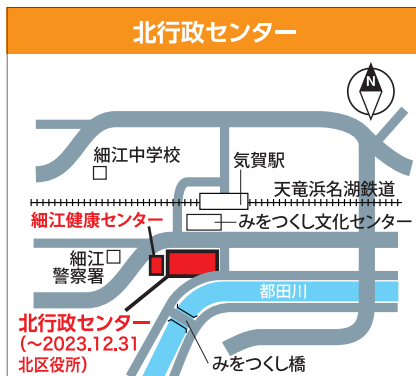 北行政センター
N
細江中学校
気賀駅
天竜浜名湖鉄道
細江健康センター
みをつくし文化センター
細江
警察署
都田川
北行政センター
(～2023.12.31
北区役所)
みをつくし橋